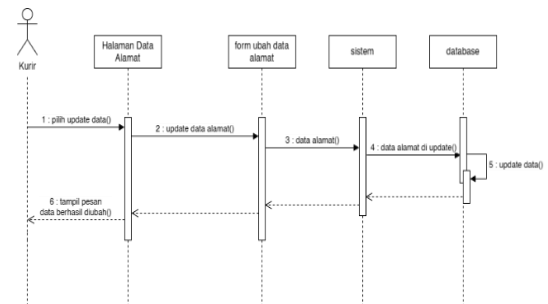 Halaman Data
Alamat
form ubah data
alamat
sistem
database
Kurir
1 : pilih update data()
2 : update data alamat()
3 : data alamat()
4 : data alamat di update()
5 : update data()
6 : tampil pesan
data berhasil diubah()